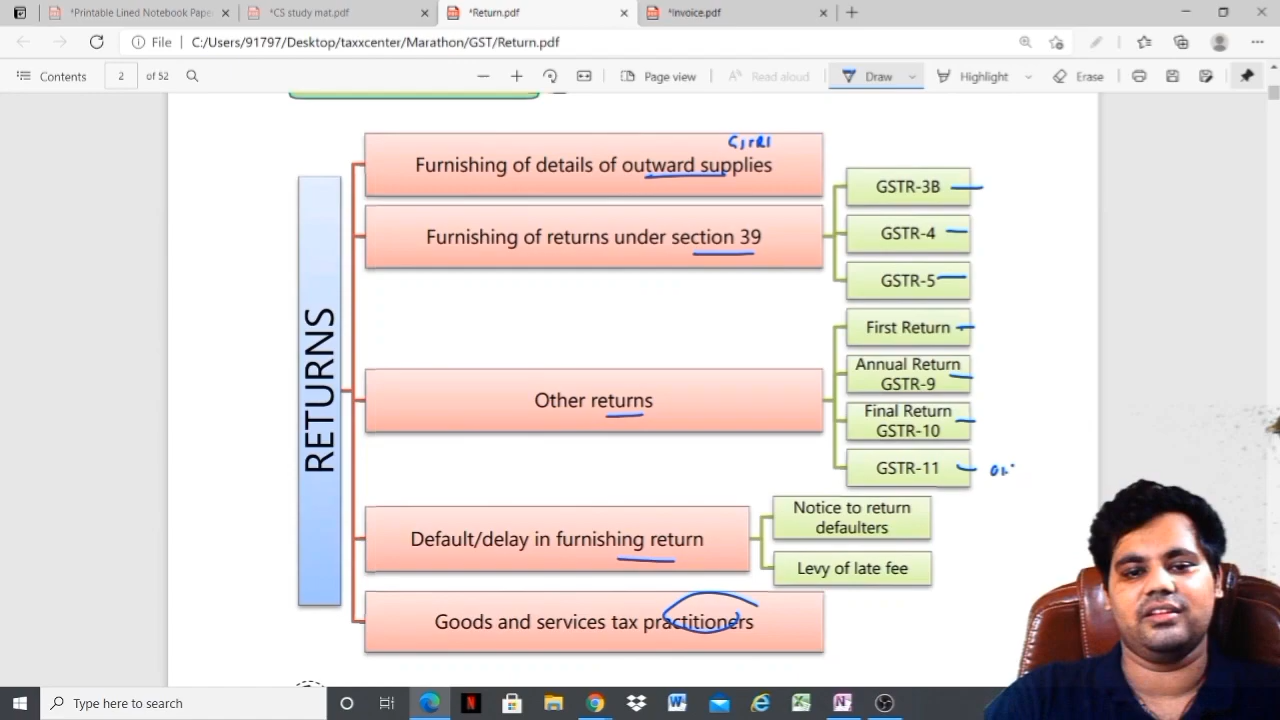 *Printable Lined Notebook Pape
*CS study mat.pdf
*Return.pdf
*Invoice.pdf
File
C:/Users/91797/Desktop/taxxcenter/Marathon/GST/Return.pdf
Contents
2
of 52
Page view
Read aloud
Draw
Highlight
Erase
Furnishing of details of outward supplies
GSTR-3B
Furnishing of returns under section 39
GSTR-4
GSTR-5
RETURNS
First Return
Annual Return
GSTR-9
Other returns
Final Return
GSTR-10
GSTR-11
Default/delay in furnishing return
Notice to return
defaulters
Levy of late fee
Goods and services tax practitioners
Type here to search